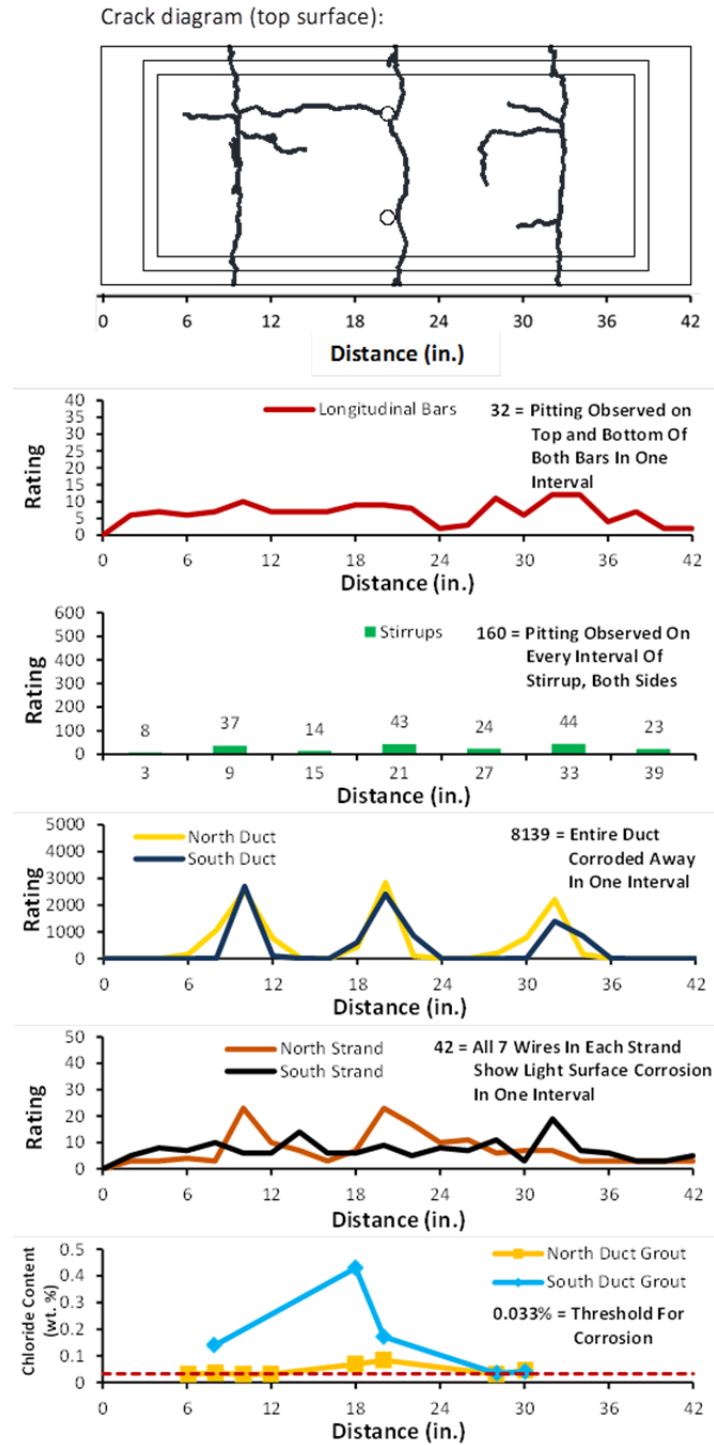 Crack diagram (top surface):
0 6 12 18 24 30 36 42
Distance (in.)
40
35
30
25
20
15
10
5
0
Rating
Longitudinal Bars
32 = Pitting Observed on
Top and Bottom Of
Both Bars In One
Interval
0 6 12 18 24 30 36 42
Distance (in.)
600
500
400
300
200
100
0
Rating
Stirrups
160 = Pitting Observed On
Every Interval Of
Stirrup, Both Sides
8 37 14 43 24 44 23
3 9 15 21 27 33 39
Distance (in.)
5000
4000
3000
2000
1000
0
Rating
North Duct
South Duct
8139 = Entire Duct
Corroded Away
In One Interval
0 6 12 18 24 30 36 42
Distance (in.)
50
40
30
20
10
0
Rating
North Strand
South Strand
42 = All 7 Wires In Each Strand
Show Light Surface Corrosion
In One Interval
0 6 12 18 24 30 36 42
Distance (in.)
0.5
0.4
0.3
0.2
0.1
0
Chloride Content
(wt. %)
North Duct Grout
South Duct Grout
0.033% = Threshold For
Corrosion
0 6 12 18 24 30 36 42
Distance (in.)